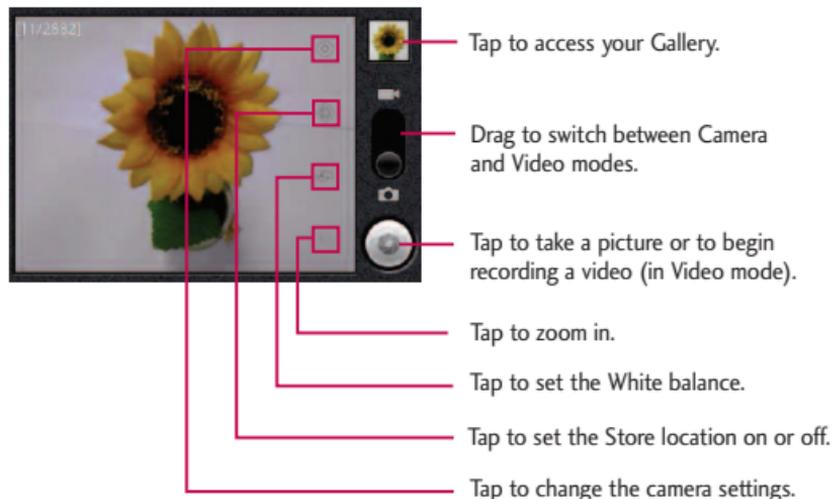 [11/2882]
Tap to access your Gallery.
Drag to switch between Camera
and Video modes.
Tap to take a picture or to begin
recording a video (in Video mode).
Tap to zoom in.
Tap to set the White balance.
Tap to set the Store location on or off.
Tap to change the camera settings.